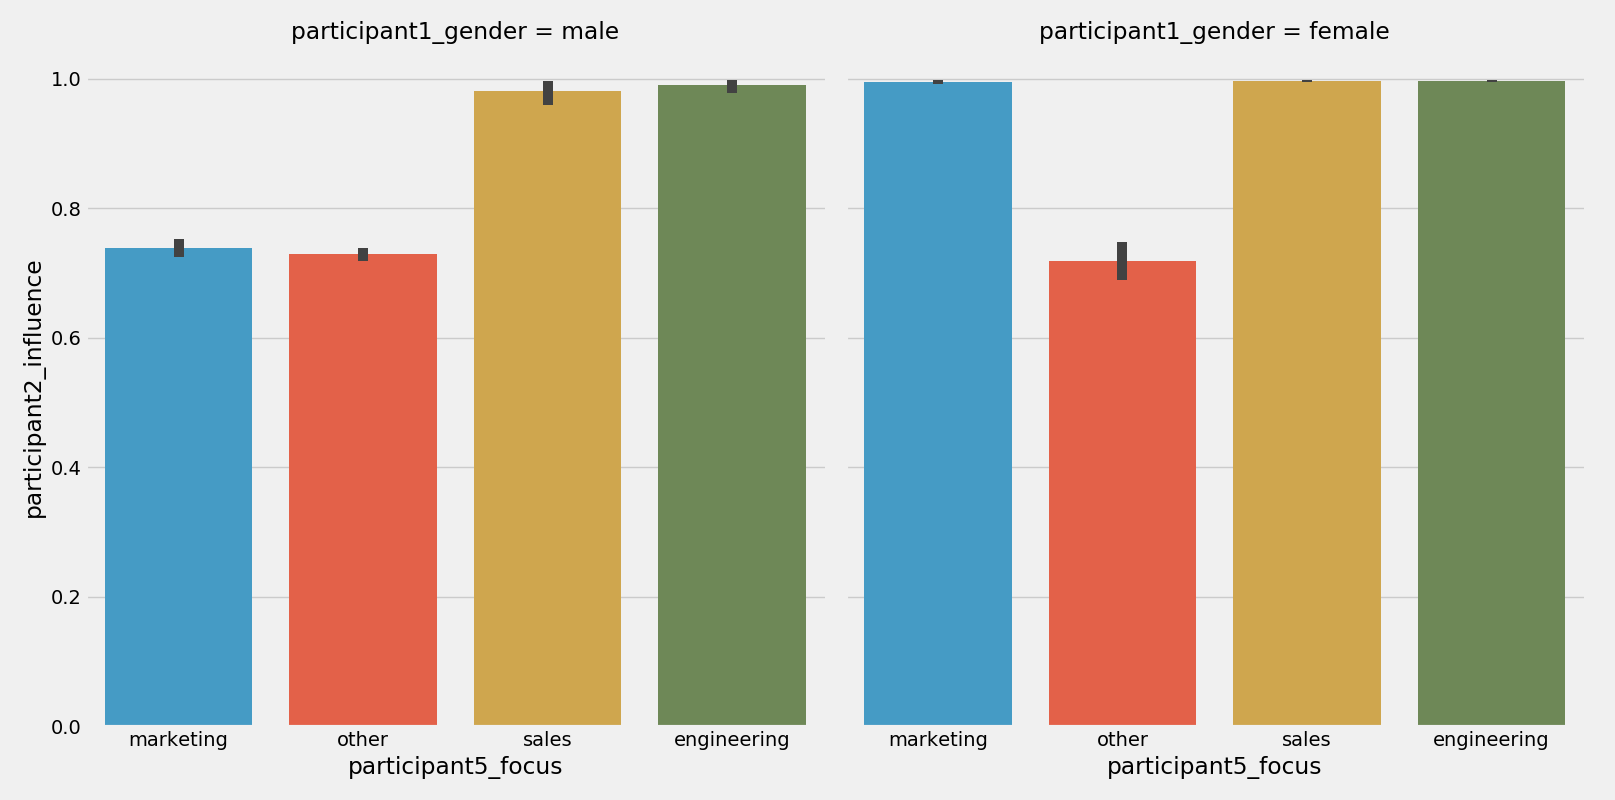 participant1_gender = male
participant1_gender = female
participant2_influence
1.0
0.8
0.6
0.4
0.2
0.0
marketing other sales engineering
marketing other sales engineering
participant5_focus
participant5_focus